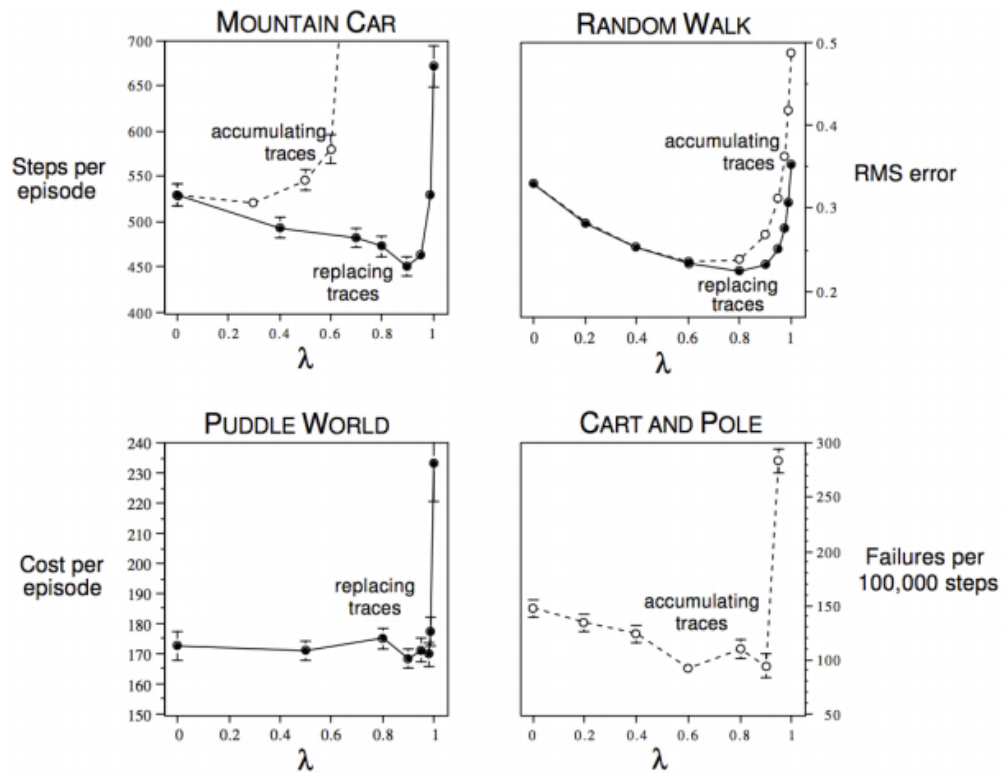 MOUNTAIN CAR
700
650
600
550
500
450
400
Steps per
episode
accumulating
traces
replacing
traces
0
0.2
0.4
0.6
0.8
1
λ
RANDOM WALK
0.5
0.4
0.3
0.2
RMS error
accumulating
traces
replacing
traces
0
0.2
0.4
0.6
0.8
1
λ
PUDDLE WORLD
240
230
220
210
200
190
180
170
160
150
Cost per
episode
replacing
traces
0
0.2
0.4
0.6
0.8
1
λ
CART AND POLE
300
250
200
150
100
50
Failures per
100,000 steps
accumulating
traces
0
0.2
0.4
0.6
0.8
1
λ